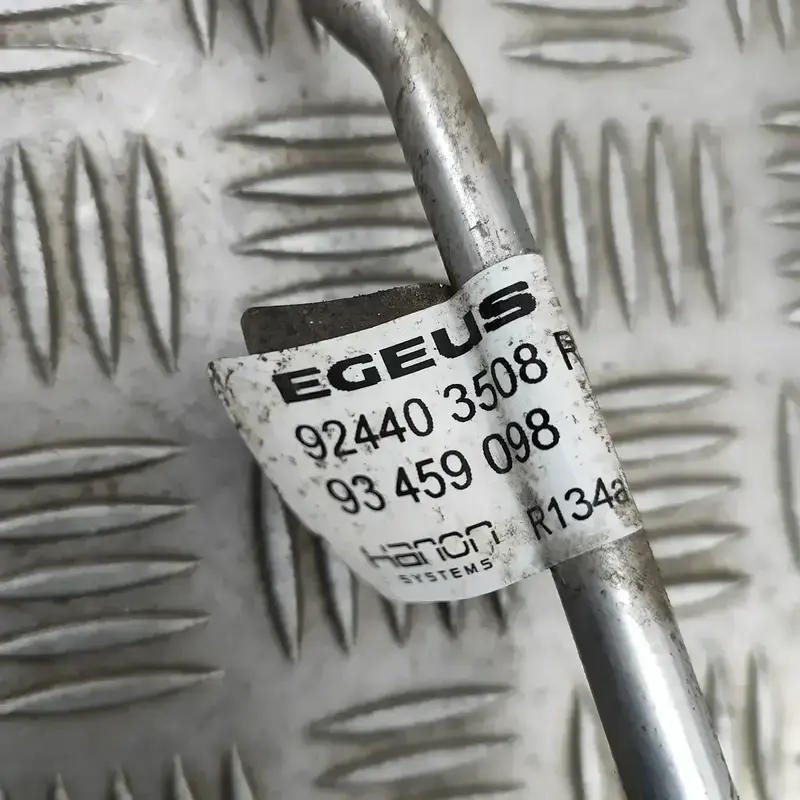 EGEUS
92440 3508 R
93 459 098
R134a
Hanon
SYSTEMS